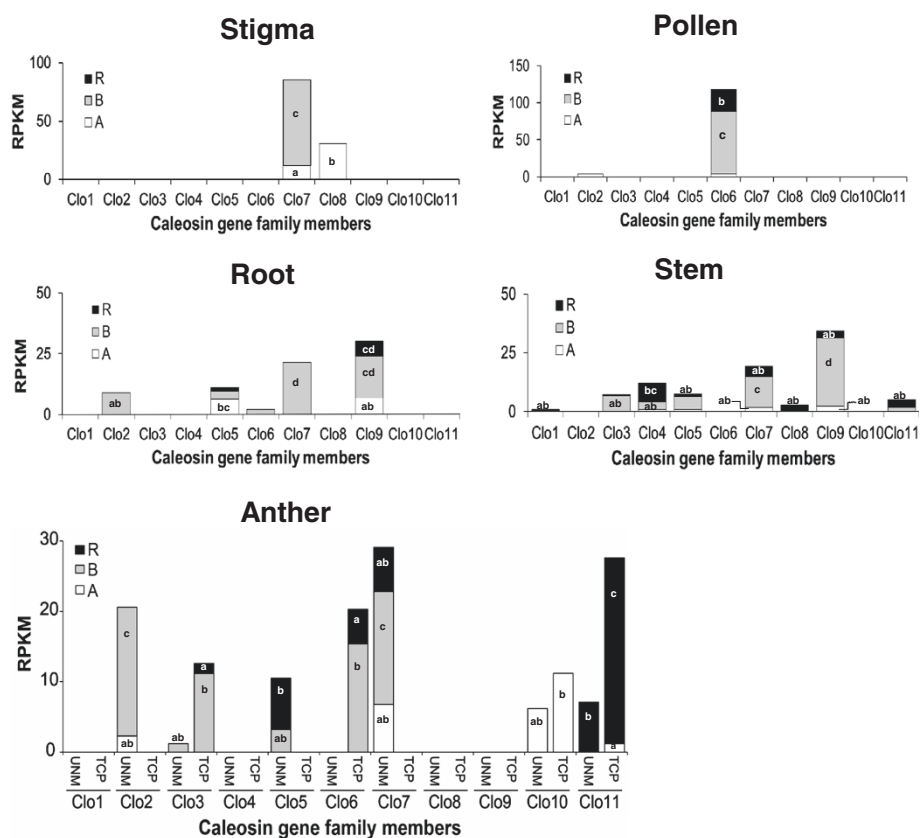 Stigma
100
50
0
RPKM
R
B
A
c
a
b
Clo1 Clo2 Clo3 Clo4 Clo5 Clo6 Clo7 Clo8 Clo9 Clo10 Clo11
Caleosin gene family members
Pollen
150
100
50
0
RPKM
R
B
A
b
c
Clo1 Clo2 Clo3 Clo4 Clo5 Clo6 Clo7 Clo8 Clo9 Clo10 Clo11
Caleosin gene family members
Root
50
25
0
RPKM
R
B
A
ab
bc
d
cd
cd
ab
Clo1 Clo2 Clo3 Clo4 Clo5 Clo6 Clo7 Clo8 Clo9 Clo10 Clo11
Caleosin gene family members
Stem
50
25
0
RPKM
R
B
A
ab
ab
bc
ab
ab
ab
ab
c
ab
ab
d
ab
ab
Clo1 Clo2 Clo3 Clo4 Clo5 Clo6 Clo7 Clo8 Clo9 Clo10 Clo11
Caleosin gene family members
Anther
30
20
10
0
RPKM
R
B
A
c
ab
ab
a
b
b
ab
a
b
ab
c
ab
ab
b
b
c
a
UNM TCP UNM TCP UNM TCP UNM TCP UNM TCP UNM TCP UNM TCP UNM TCP UNM TCP UNM TCP UNM TCP
Clo1 Clo2 Clo3 Clo4 Clo5 Clo6 Clo7 Clo8 Clo9 Clo10 Clo11
Caleosin gene family members